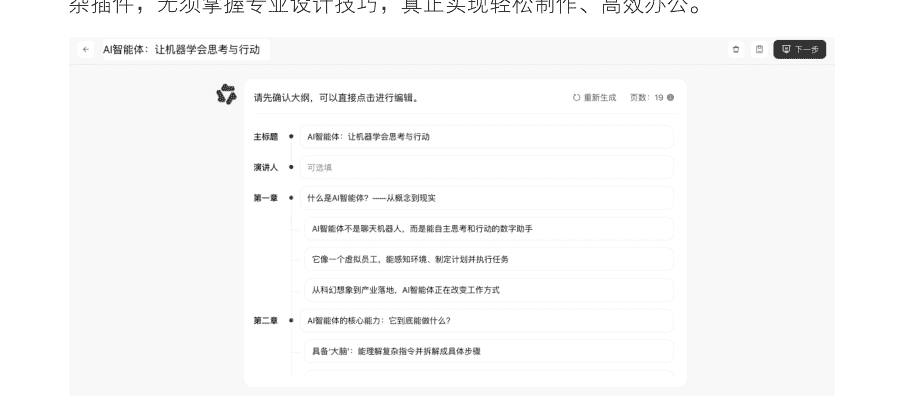 杂插件，无须掌握专业设计技巧，真正实现轻松制作、高效办公。
AI智能体：让机器学会思考与行动
下一步
请先确认大纲，可以直接点击进行编辑。 重新生成 页数：19
主标题 AI智能体：让机器学会思考与行动
演讲人 可选填
第一章 什么是AI智能体？——从概念到现实
AI智能体不是聊天机器人，而是能自主思考和行动的数字助手
它像一个虚拟员工，能感知环境、制定计划并执行任务
从科幻想象到产业落地，AI智能体正在改变工作方式
第二章 AI智能体的核心能力：它到底能做什么？
具备‘大脑’：能理解复杂指令并拆解成具体步骤